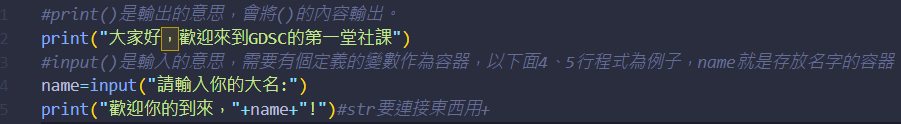 1 #print()是輸出的意思，會將()的內容輸出。
2 print("大家好，歡迎來到GDSC的第一堂社課")
3 #input()是輸入的意思，需要有個定義的變數作為容器，以下面4、5行程式為例子，name就是存放名字的容器
4 name=input("請輸入你的大名:")
5 print("歡迎你的到來，"+name+"!")#str要連接東西用+